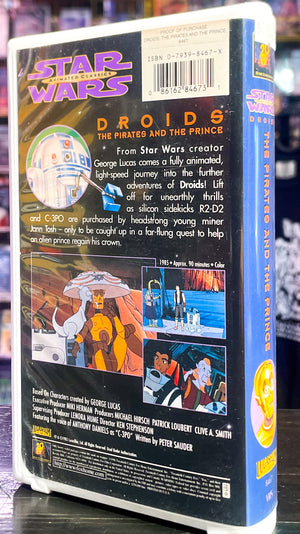 PROOF OF PURCHASE
DROIDS: THE PIRATES AND THE PRINCE
8467
ISBN 0-7939-8467-X
0 86162 84673 1
STAR
ANIMATED CLASSICS
WARS
DROIDS
THE PIRATES AND THE PRINCE
From Star Wars creator
George Lucas comes a fully animated,
light-speed journey into the further
adventures of Droids! Lift
off for unearthly thrills
as silicon sidekicks R2-D2
and C-3PO are purchased by headstrong young miner
Jann Tosh – only to be caught up in a far-flung quest to help
an alien prince regain his crown.
1985 • Approx. 90 minutes • Color
Based On Characters created by GEORGE LUCAS
Executive Producer MIKI HERMAN Producers MICHAEL HIRSCH PATRICK LOUBERT CLIVE A. SMITH
Supervising Producer LENORA HUME Director KEN STEPHENSON
Featuring the voice of ANTHONY DANIELS as "C-3PO" Written by PETER SAUDER
STAR
WARS
DROIDS
THE PIRATES AND THE PRINCE
VHS